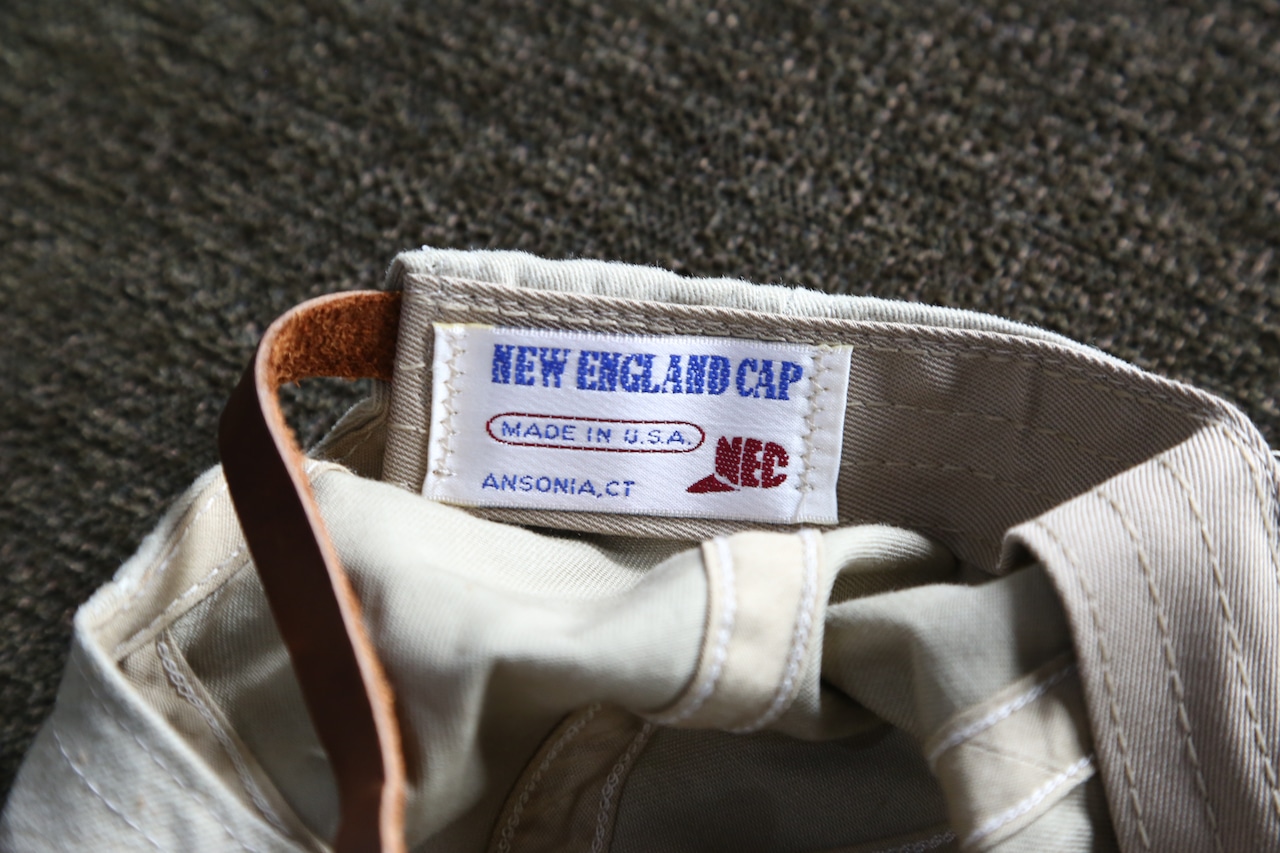 NEW ENGLAND CAP
MADE IN U.S.A.
NEC
ANSONIA, CT